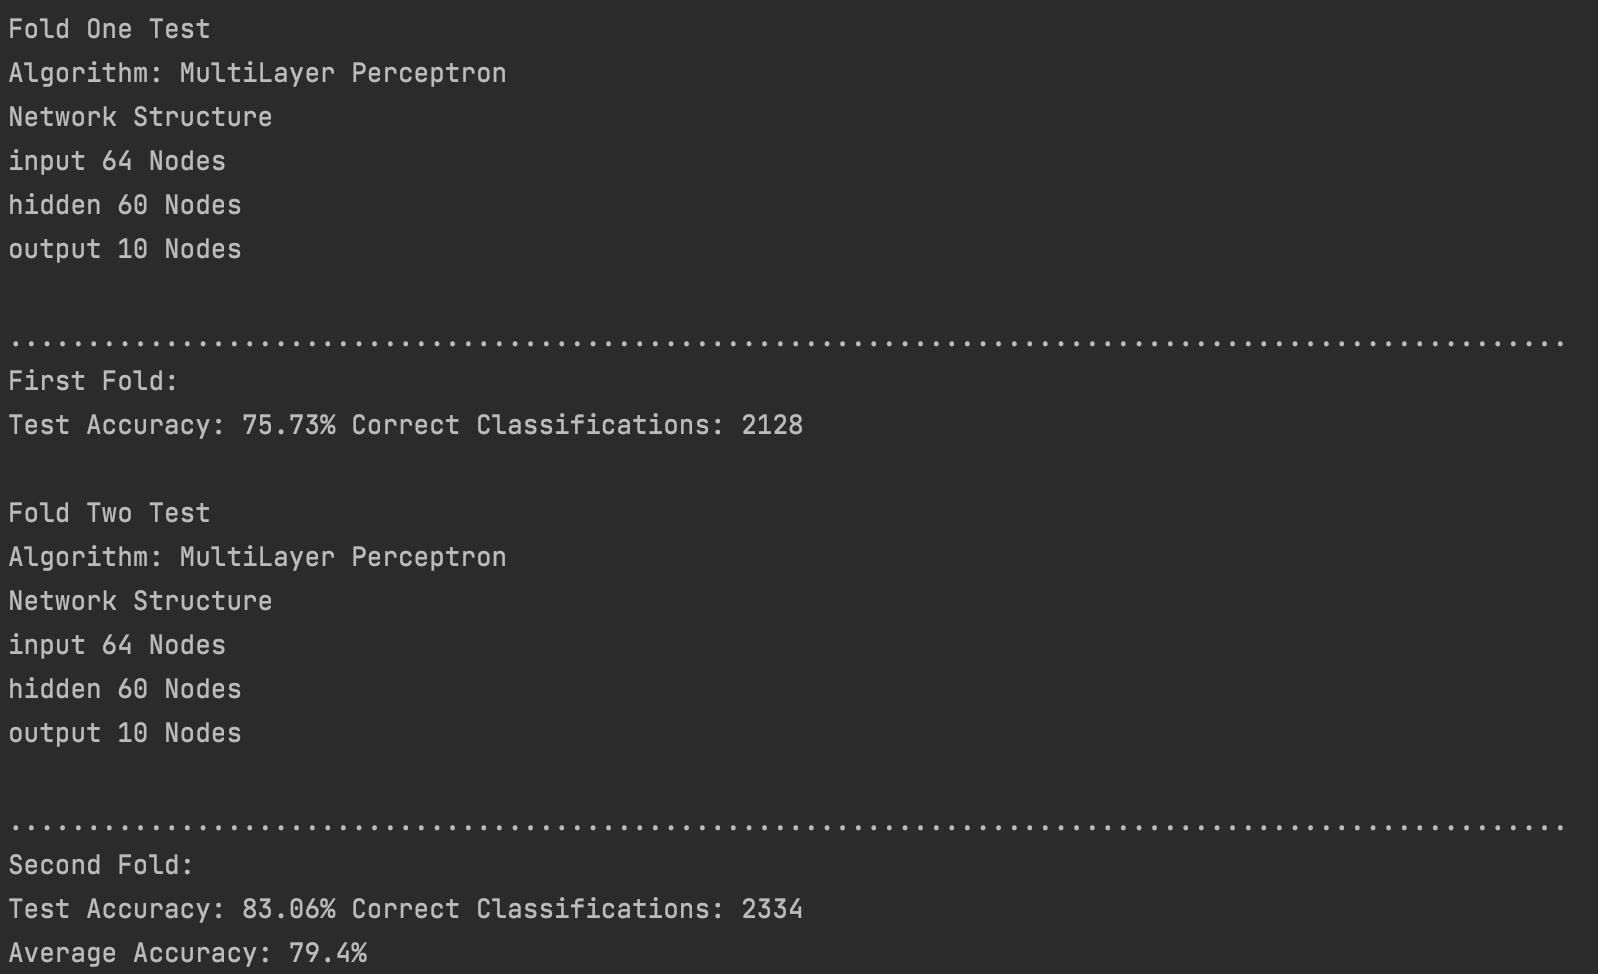 Fold One Test
Algorithm: MultiLayer Perceptron
Network Structure
input 64 Nodes
hidden 60 Nodes
output 10 Nodes
....................................................................................................
First Fold:
Test Accuracy: 75.73% Correct Classifications: 2128
Fold Two Test
Algorithm: MultiLayer Perceptron
Network Structure
input 64 Nodes
hidden 60 Nodes
output 10 Nodes
....................................................................................................
Second Fold:
Test Accuracy: 83.06% Correct Classifications: 2334
Average Accuracy: 79.4%